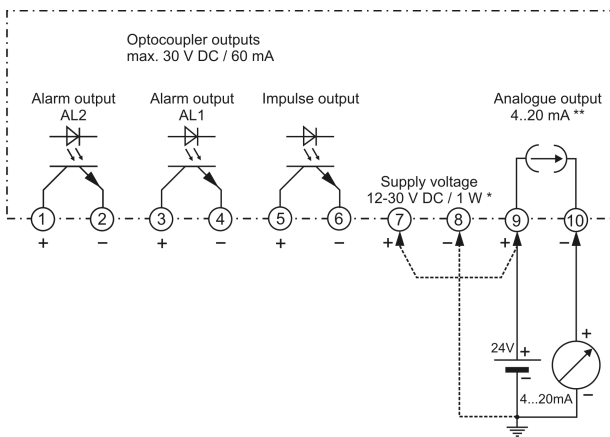 Optocoupler outputs
max. 30 V DC / 60 mA
Alarm output
AL2
Alarm output
AL1
Impulse output
Analogue output
4..20 mA **
Supply voltage
12-30 V DC / 1 W *
1 2 3 4 5 6 7 8 9 10
+ – + – + – + – + –
24V + +
– –
4...20mA